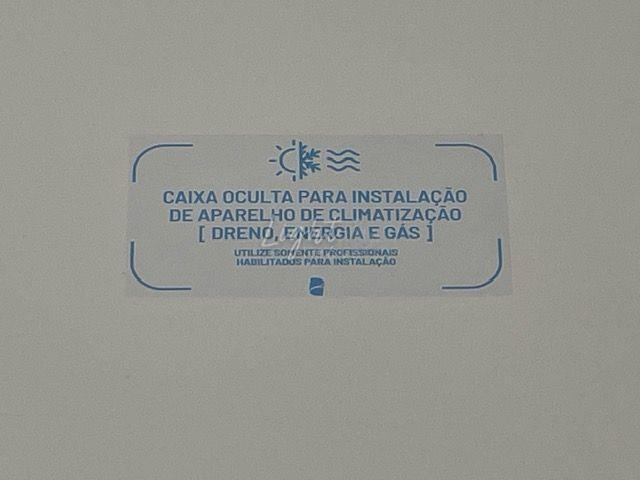 CAIXA OCULTA PARA INSTALAÇÃO
DE APARELHO DE CLIMATIZAÇÃO
[ DRENO, ENERGIA E GÁS ]
UTILIZE SOMENTE PROFISSIONAIS
HABILITADOS PARA INSTALAÇÃO